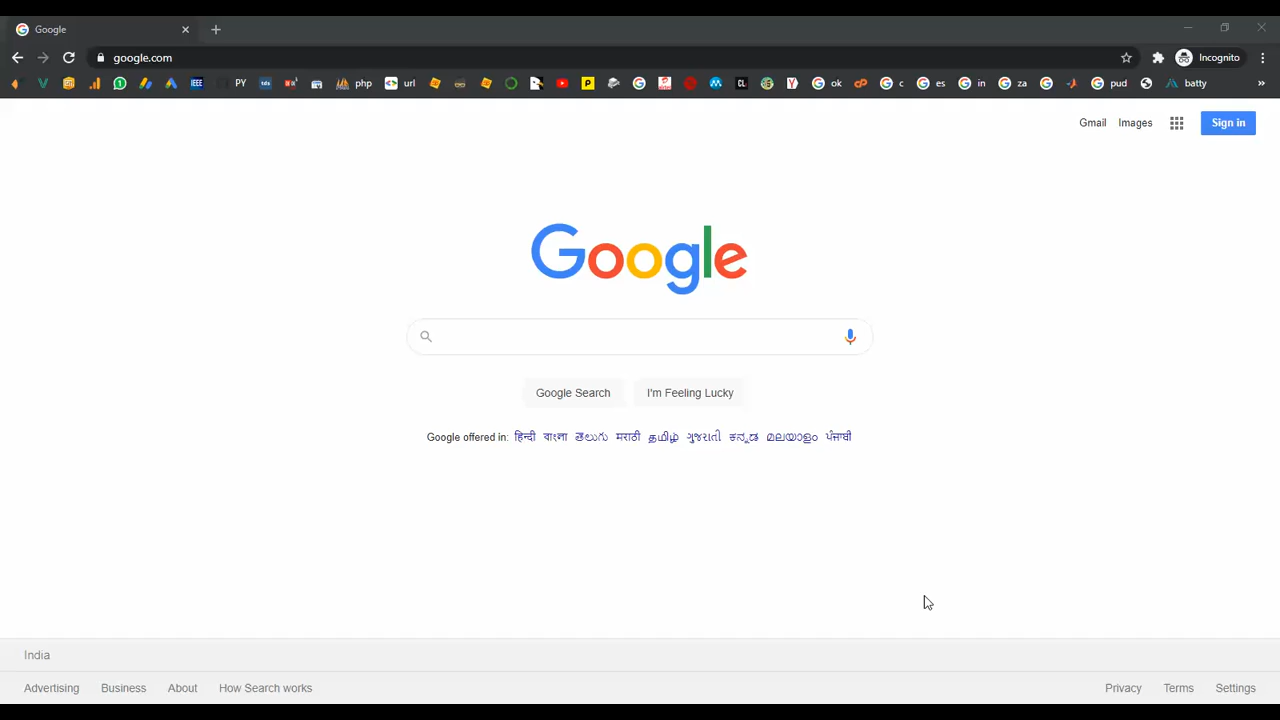 Google
google.com
Incognito
PY php url ok c es in za pud batty
Gmail Images Sign in
Google
Google Search I'm Feeling Lucky
Google offered in: हिन्दी বাংলা తెలుగు मराठी தமிழ் ગુજરાતી ಕನ್ನಡ മലയാളം ਪੰਜਾਬੀ
India
Advertising Business About How Search works
Privacy Terms Settings